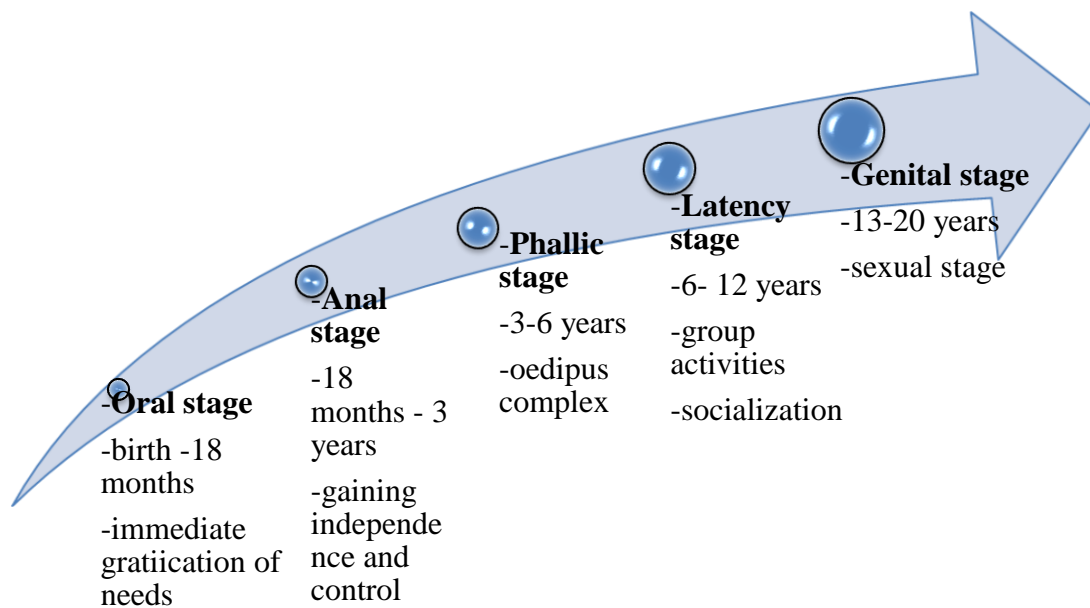 -Oral stage
-birth -18
months
-immediate
gratiication of
needs
-Anal
stage
-18
months - 3
years
-gaining
independe
nce and
control
-Phallic
stage
-3-6 years
-oedipus
complex
-Latency
stage
-6- 12 years
-group
activities
-socialization
-Genital stage
-13-20 years
-sexual stage